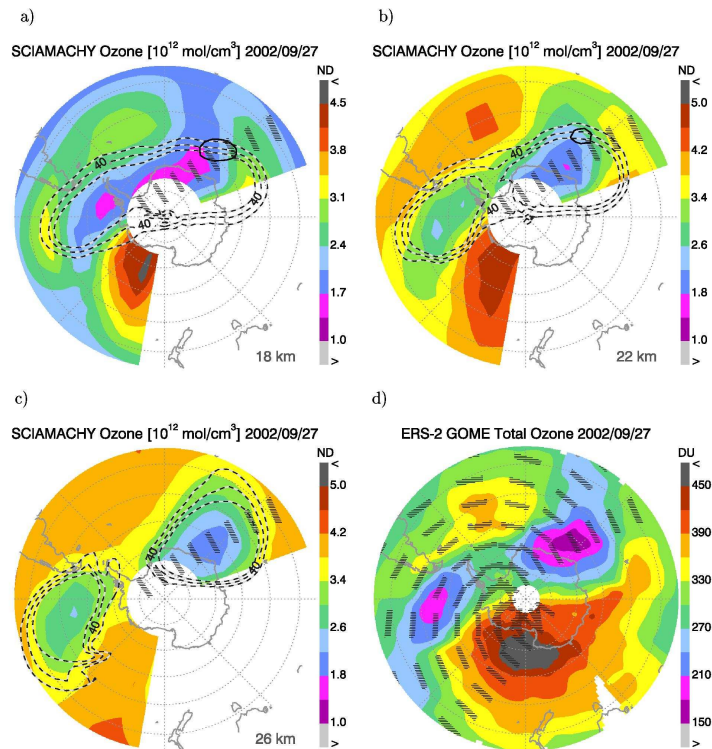 a)
SCIAMACHY Ozone [10¹² mol/cm³] 2002/09/27
ND
<
4.5
3.8
3.1
2.4
1.7
1.0
>
40
40
40
18 km
b)
SCIAMACHY Ozone [10¹² mol/cm³] 2002/09/27
ND
<
5.0
4.2
3.4
2.6
1.8
1.0
>
40
40
40
22 km
c)
SCIAMACHY Ozone [10¹² mol/cm³] 2002/09/27
ND
<
5.0
4.2
3.4
2.6
1.8
1.0
>
40
40
40
40
26 km
d)
ERS-2 GOME Total Ozone 2002/09/27
DU
<
450
390
330
270
210
150
>